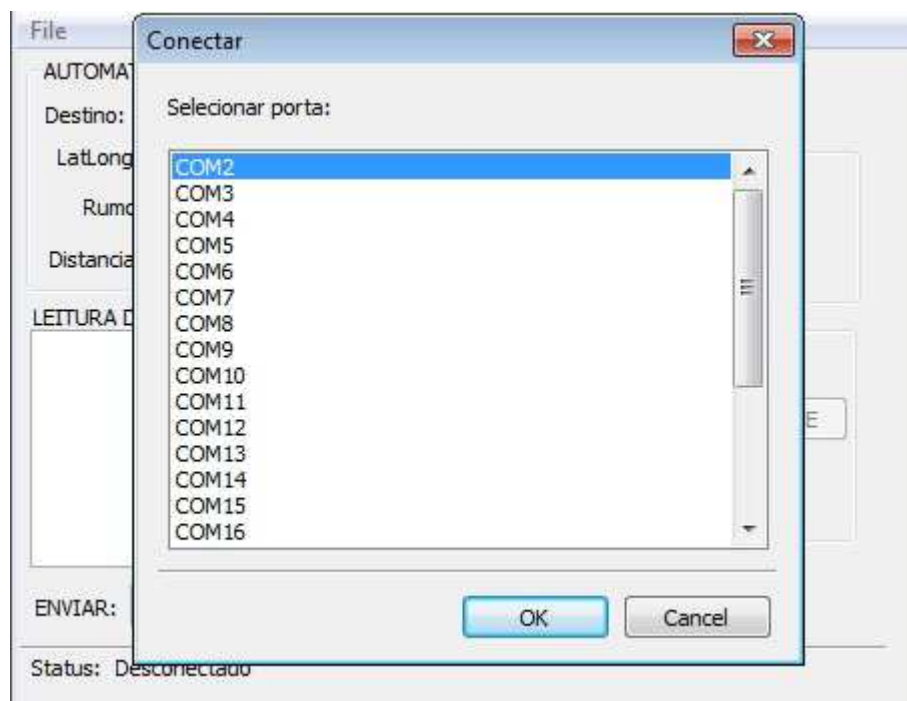 File
Conectar
AUTOMAT
Destino:
Selecionar porta:
LatLong
Rumo
Distancia
COM2
COM3
COM4
COM5
COM6
COM7
COM8
COM9
COM10
COM11
COM12
COM13
COM14
COM15
COM16
LEITURA D
E
ENVIAR:
OK
Cancel
Status: Desconectado